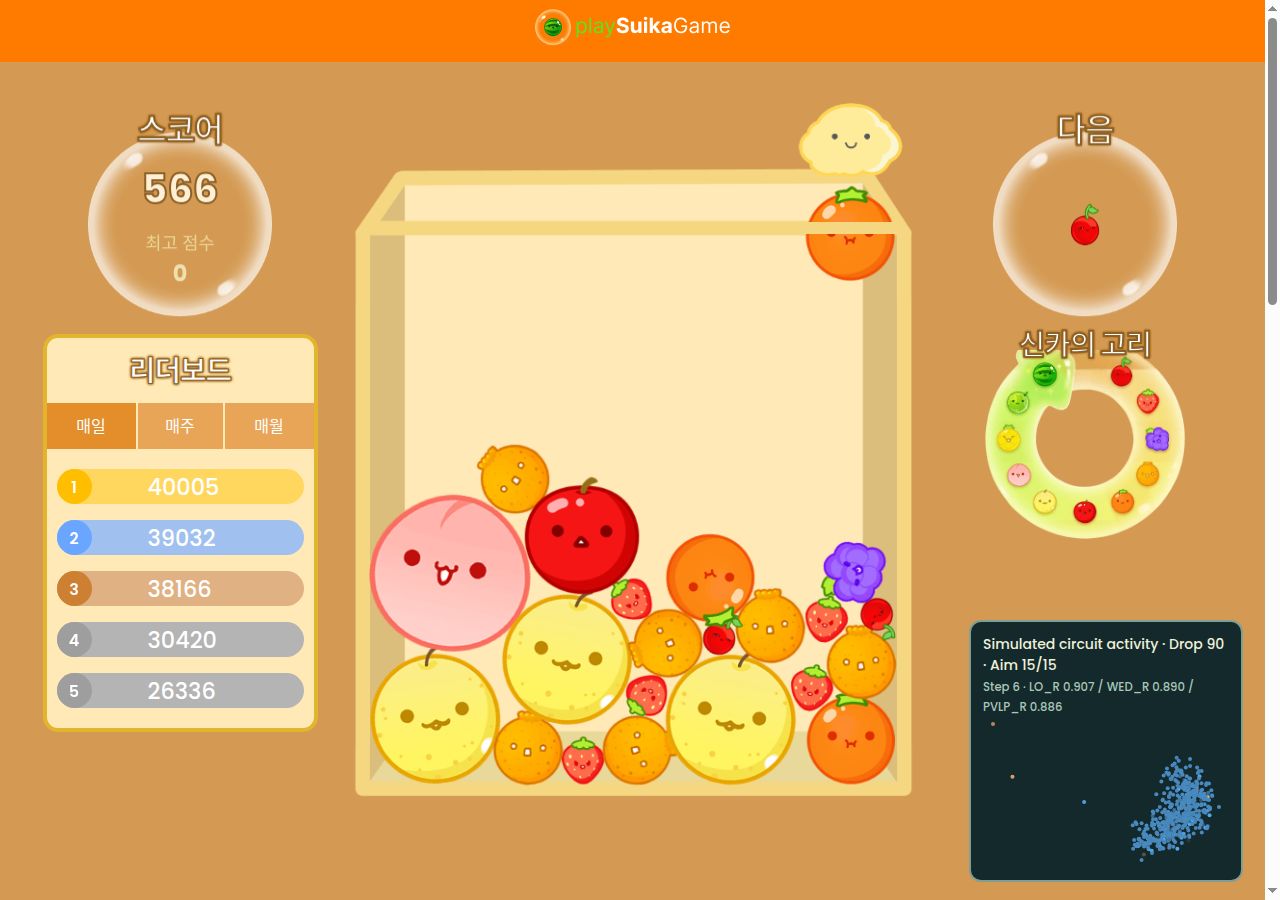 playSuikaGame
스코어
566
최고 점수
0
다음
리더보드
매일 매주 매월
1 40005
2 39032
3 38166
4 30420
5 26336
신카의 고리
Simulated circuit activity · Drop 90
· Aim 15/15
Step 6 · LO_R 0.907 / WED_R 0.890 /
PVLP_R 0.886